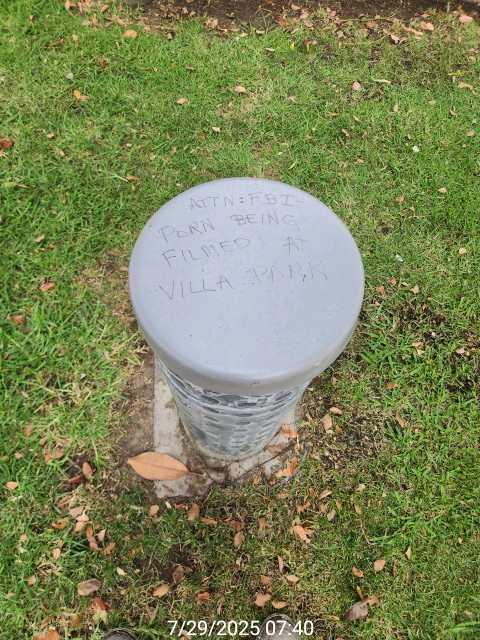 ATTN: FBI-
PORN BEING
FILMED AT
VILLA PARK
7/29/2025 07:40